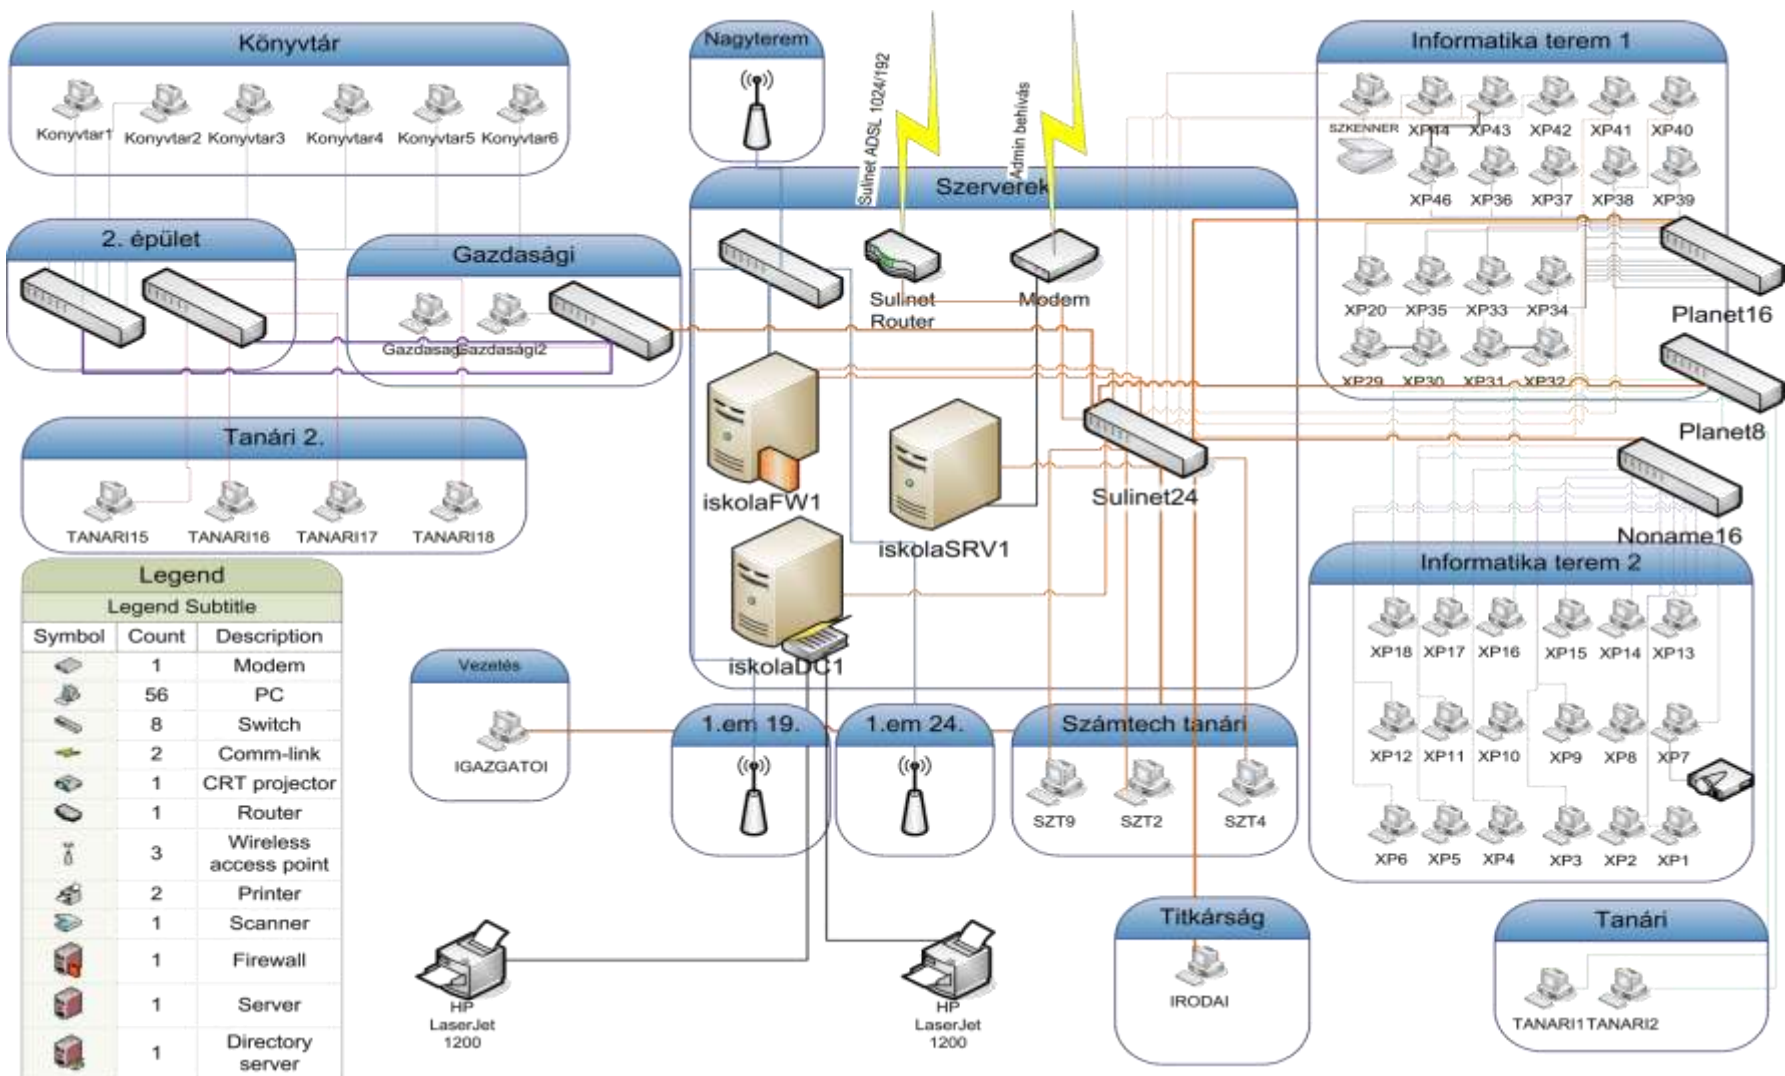 Könyvtár
Konyvtar1
Konyvtar2
Konyvtar3
Konyvtar4
Konyvtar5
Konyvtar6
Nagyterem
Sulinet ADSL 1024/192
Admin behívás
Informatika terem 1
SZKENNER
XP44
XP43
XP42
XP41
XP40
XP46
XP36
XP37
XP38
XP39
XP20
XP35
XP33
XP34
XP29
XP30
XP31
XP32
Planet16
Planet8
Noname16
2. épület
Gazdasági
Gazdasági2
Szerverek
Sulinet
Router
Modem
iskolaFW1
iskolaSRV1
Sulinet24
iskolaDC1
Tanári 2.
TANARI15
TANARI16
TANARI17
TANARI18
Legend
Legend Subtitle
Symbol Count Description
1 Modem
56 PC
8 Switch
2 Comm-link
1 CRT projector
1 Router
3 Wireless
access point
2 Printer
1 Scanner
1 Firewall
1 Server
1 Directory
server
Vezetés
IGAZGATOI
1.em 19.
1.em 24.
Számtech tanári
SZT9
SZT2
SZT4
Informatika terem 2
XP18
XP17
XP16
XP15
XP14
XP13
XP12
XP11
XP10
XP9
XP8
XP7
XP6
XP5
XP4
XP3
XP2
XP1
HP
LaserJet
1200
HP
LaserJet
1200
Titkárság
IRODAI
Tanári
TANARI1
TANARI2